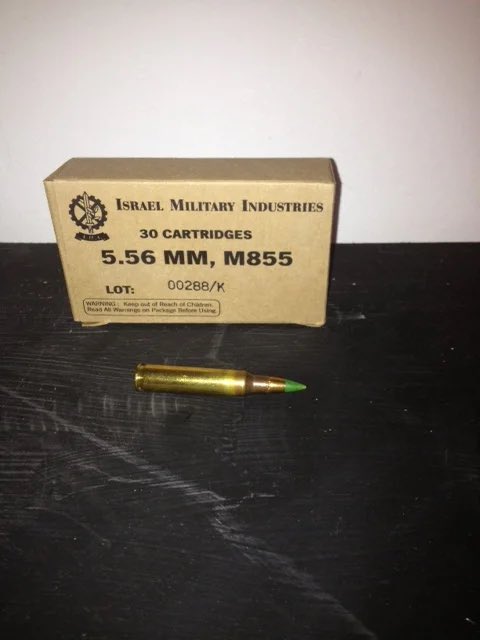 ISRAEL MILITARY INDUSTRIES
I.M.I.
30 CARTRIDGES
5.56 MM, M855
LOT: 00288/K
WARNING: Keep out of Reach of Children.
Read All Warnings on Package Before Using.